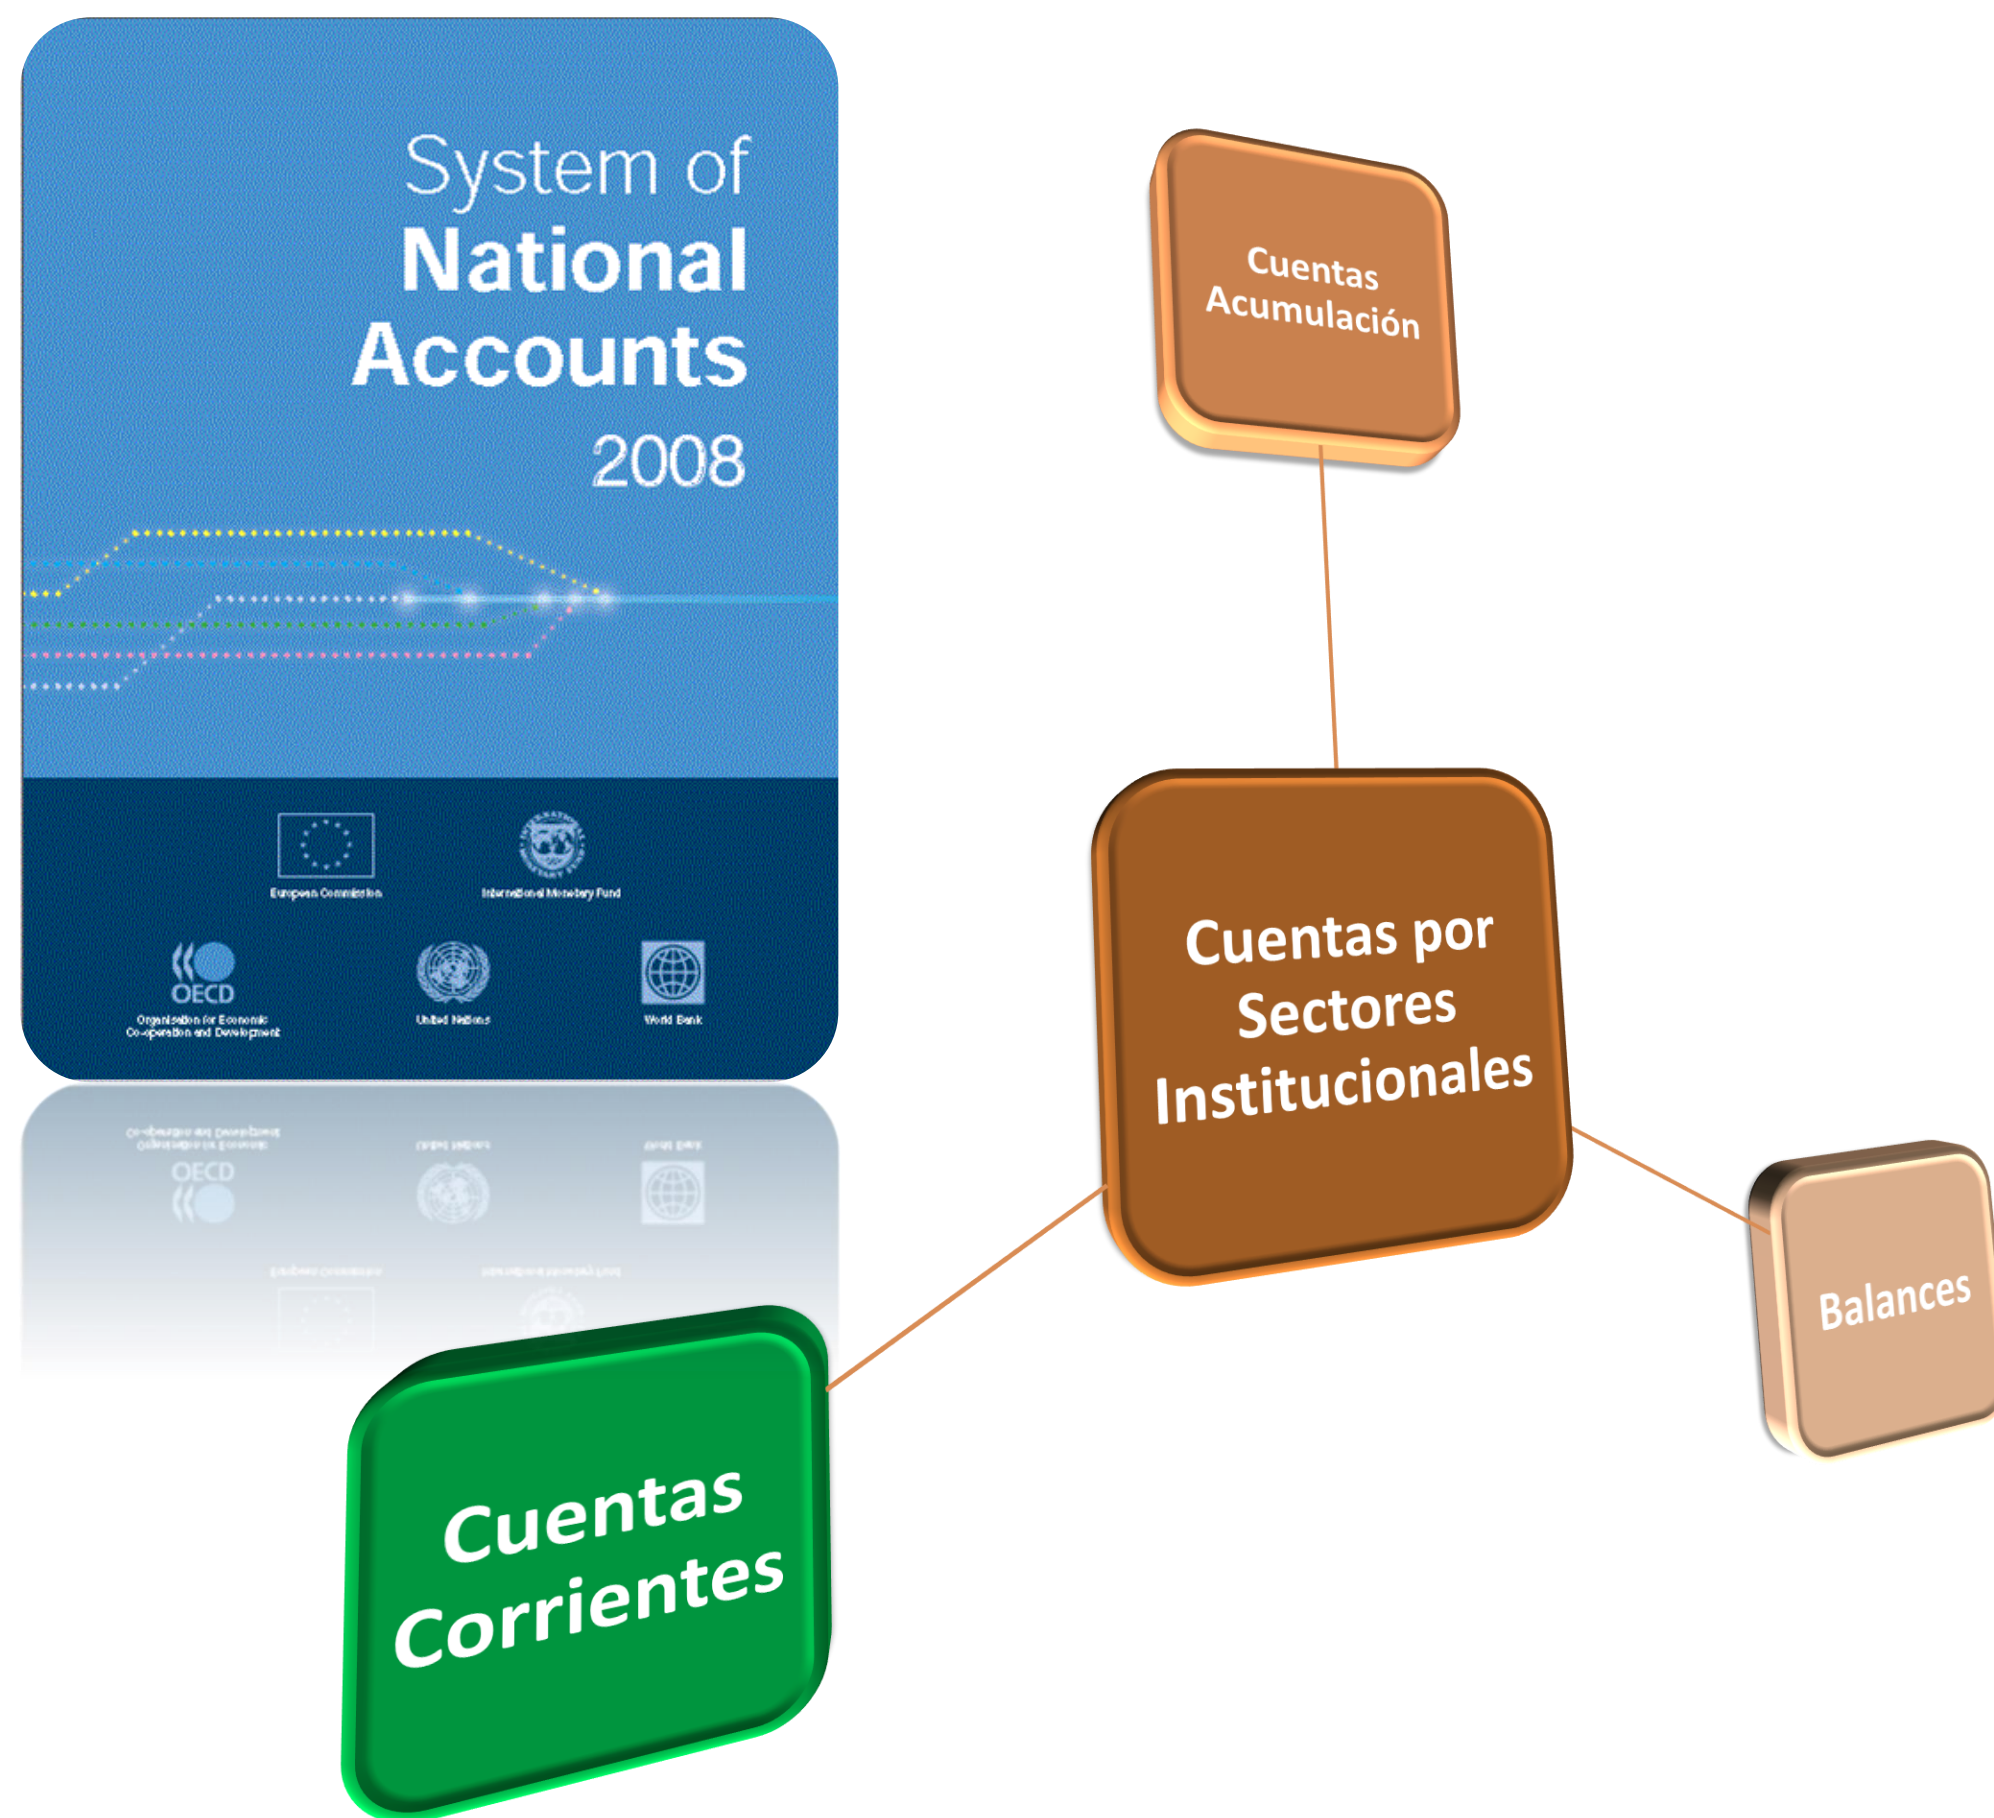 System of
National
Accounts
2008
European Commission
International Monetary Fund
OECD
Organisation for Economic
Co-operation and Development
United Nations
World Bank
Cuentas
Acumulación
Cuentas por
Sectores
Institucionales
Balances
Cuentas
Corrientes